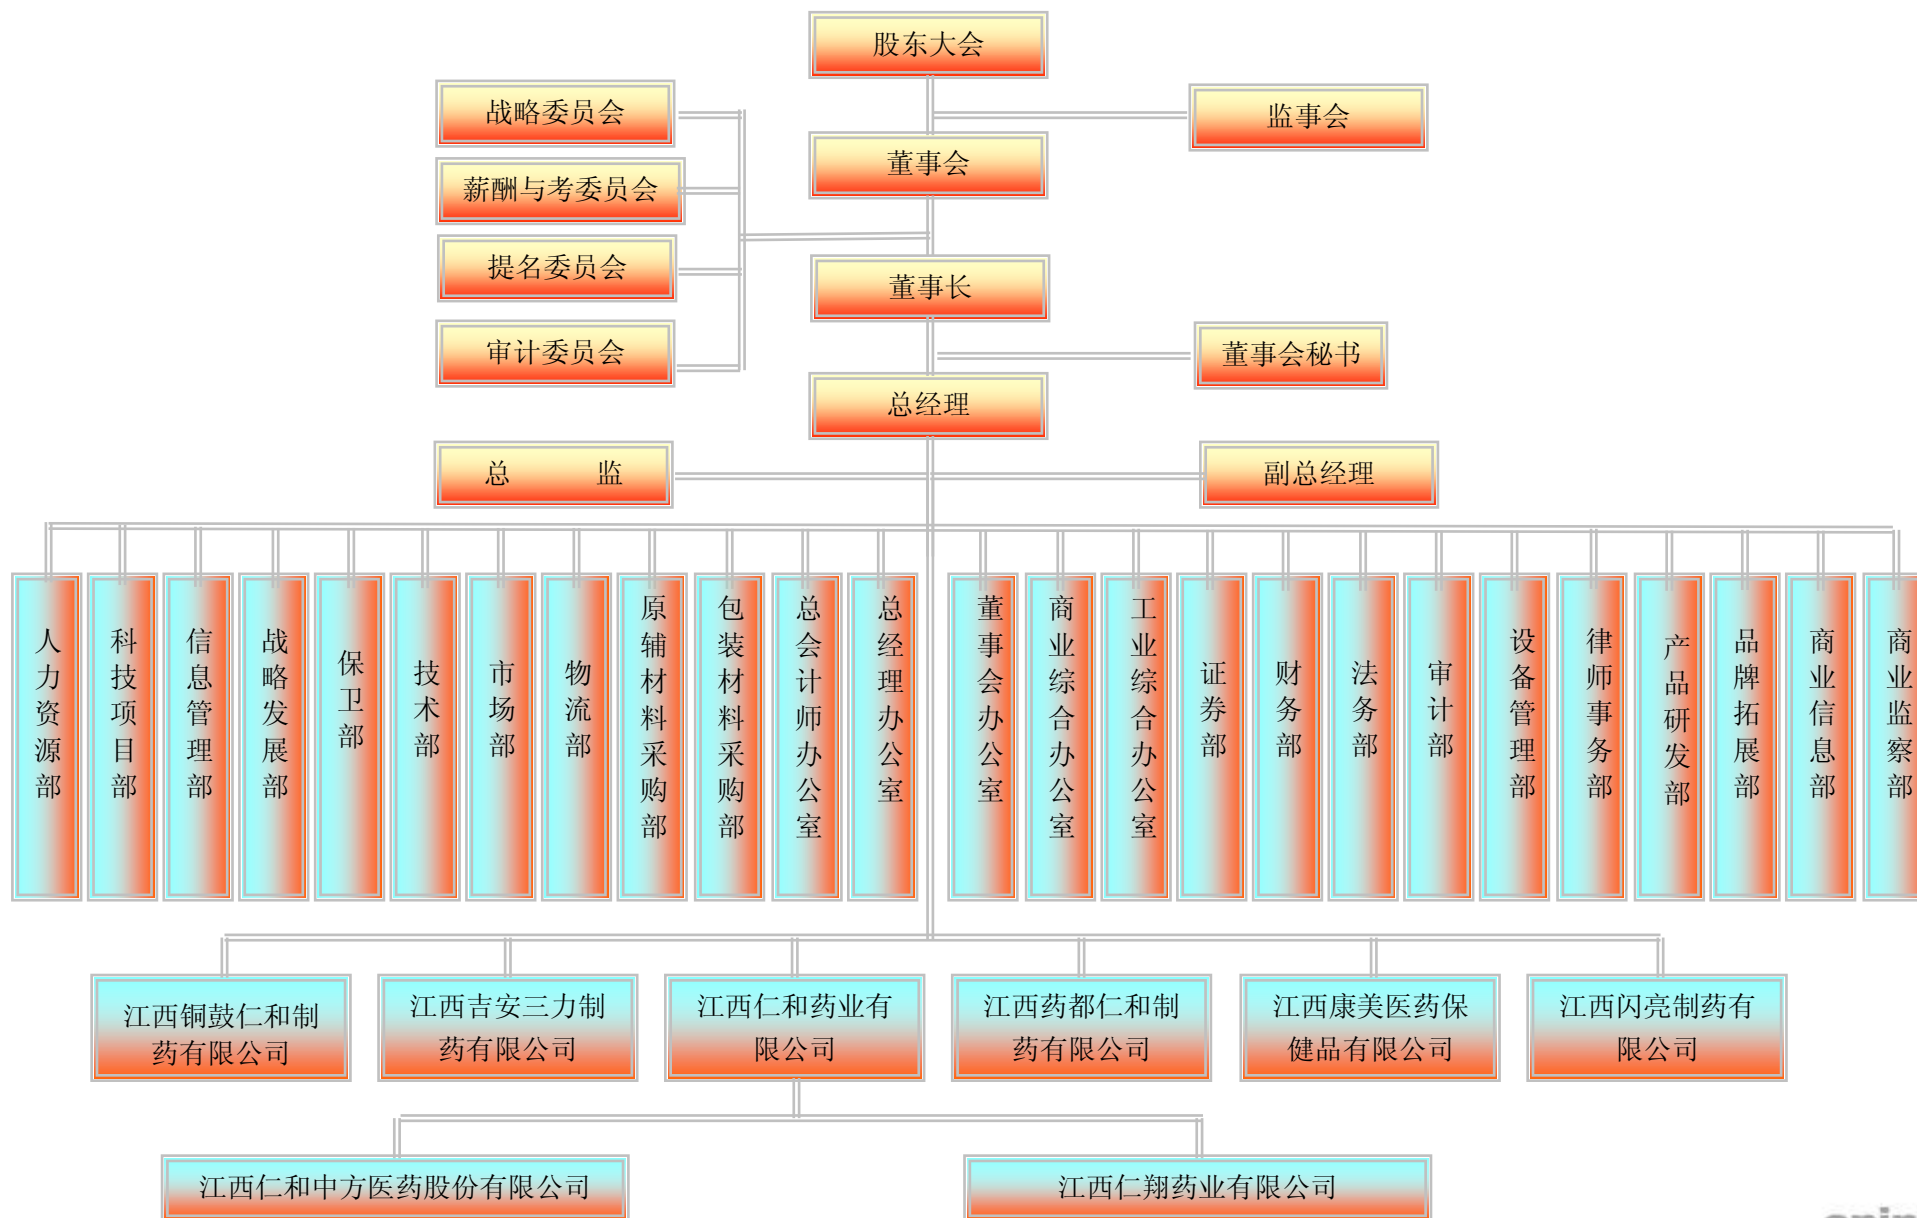 股东大会
战略委员会
监事会
董事会
薪酬与考委员会
提名委员会
董事长
审计委员会
董事会秘书
总经理
总 监
副总经理
人力资源部
科技项目部
信息管理部
战略发展部
保卫部
技术部
市场部
物流部
原辅材料采购部
包装材料采购部
总会计师办公室
总经理办公室
董事会办公室
商业综合办公室
工业综合办公室
证券部
财务部
法务部
审计部
设备管理部
律师事务部
产品研发部
品牌拓展部
商业信息部
商业监察部
江西铜鼓仁和制
药有限公司
江西吉安三力制
药有限公司
江西仁和药业有
限公司
江西药都仁和制
药有限公司
江西康美医药保
健品有限公司
江西闪亮制药有
限公司
江西仁和中方医药股份有限公司
江西仁翔药业有限公司